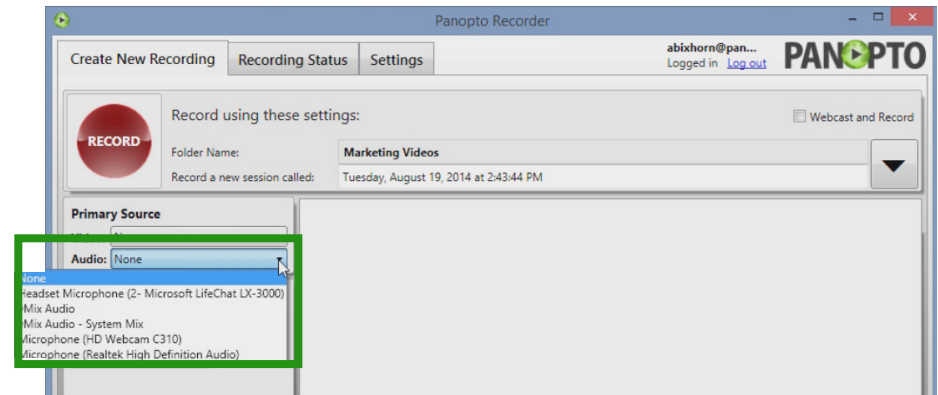 Panopto Recorder
Create New Recording Recording Status Settings
abixhorn@pan...
Logged in Log out
PANOPTO
RECORD
Record using these settings:
Webcast and Record
Folder Name: Marketing Videos
Record a new session called: Tuesday, August 19, 2014 at 2:43:44 PM
Primary Source
Audio: None
None
Headset Microphone (2- Microsoft LifeChat LX-3000)
Mix Audio
Mix Audio - System Mix
Microphone (HD Webcam C310)
Microphone (Realtek High Definition Audio)